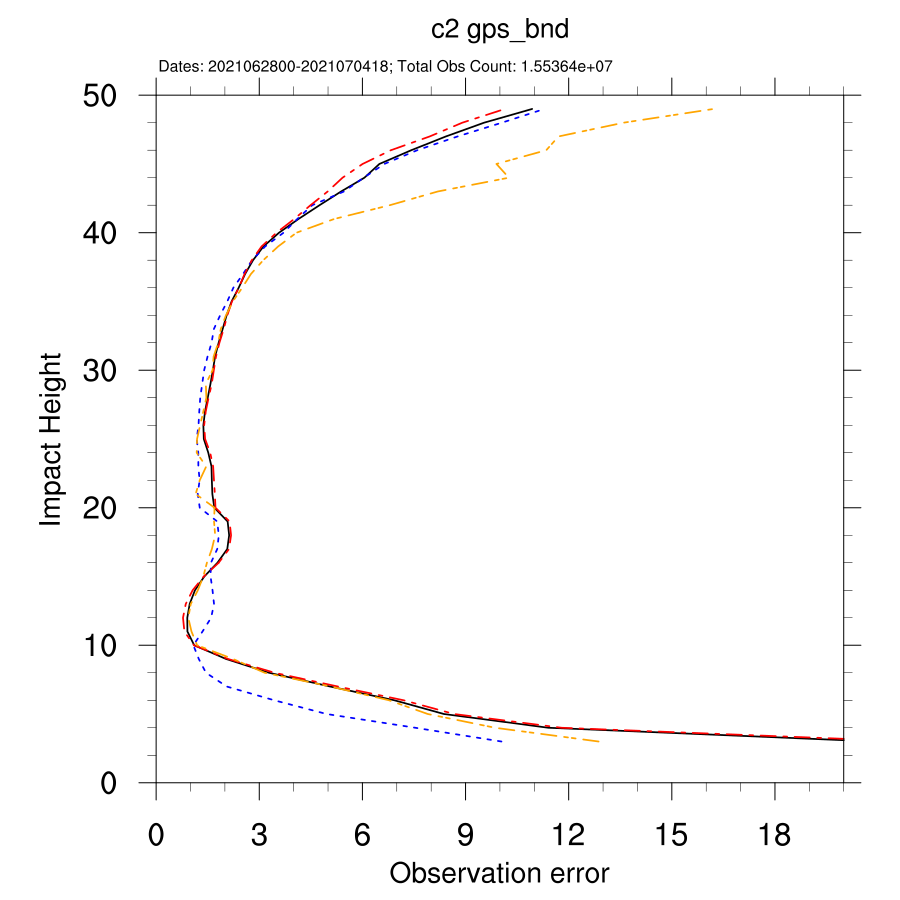 c2 gps_bnd
Dates: 2021062800-2021070418; Total Obs Count: 1.55364e+07
50
40
30
20
10
0
Impact Height
0 3 6 9 12 15 18
Observation error